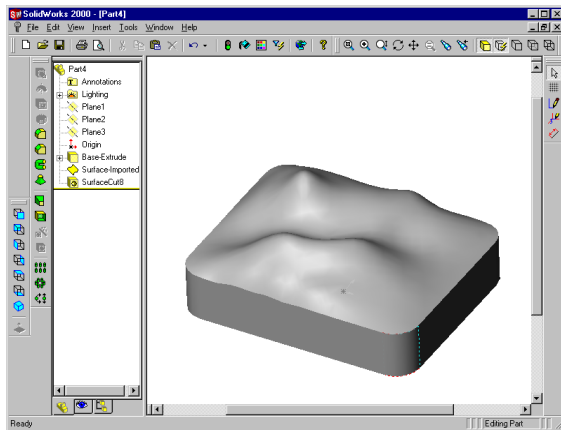 SolidWorks 2000 - [Part4]
File Edit View Insert Tools Window Help
Part4
Annotations
Lighting
Plane1
Plane2
Plane3
Origin
Base-Extrude
Surface-Imported
SurfaceCut8
Ready
Editing Part